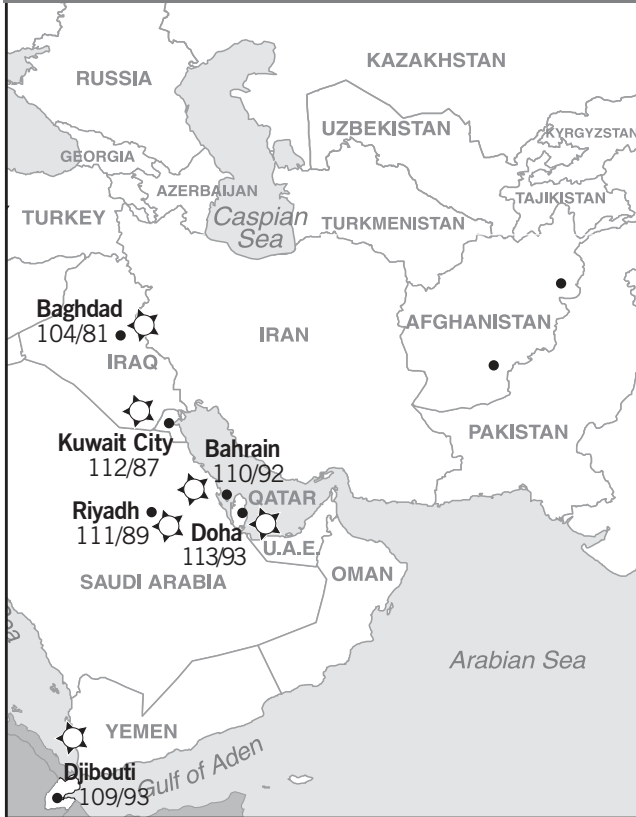 KAZAKHSTAN
RUSSIA
UZBEKISTAN
KYRGYZSTAN
GEORGIA
AZERBAIJAN
TAJIKISTAN
TURKEY
Caspian
Sea
TURKMENISTAN
Baghdad
104/81
IRAQ
IRAN
AFGHANISTAN
PAKISTAN
Kuwait City
112/87
Bahrain
110/92
QATAR
Riyadh
111/89
Doha
113/93
U.A.E.
SAUDI ARABIA
OMAN
Arabian Sea
YEMEN
Gulf of Aden
Djibouti
109/93